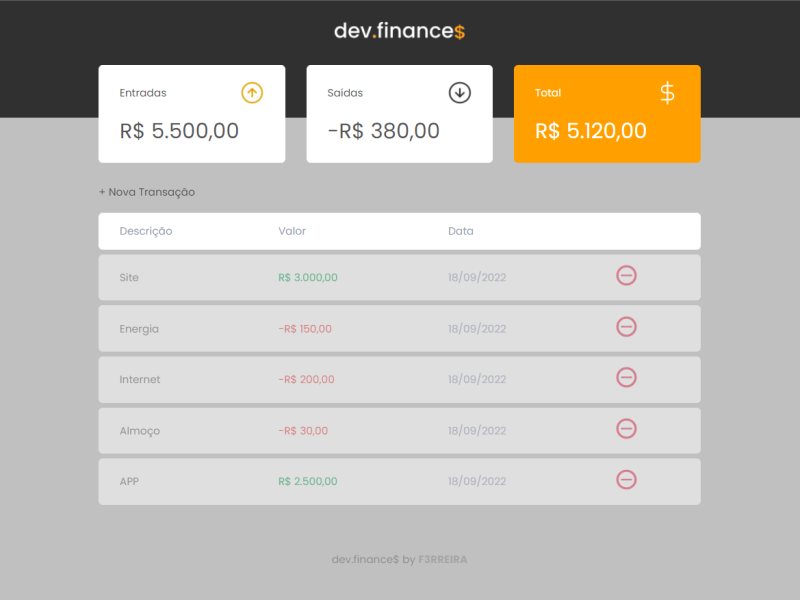 dev.finance$
Entradas
R$ 5.500,00
Saídas
-R$ 380,00
Total
R$ 5.120,00
+ Nova Transação
Descrição Valor Data
Site R$ 3.000,00 18/09/2022
Energia -R$ 150,00 18/09/2022
Internet -R$ 200,00 18/09/2022
Almoço -R$ 30,00 18/09/2022
APP R$ 2.500,00 18/09/2022
dev.finance$ by F3RREIRA